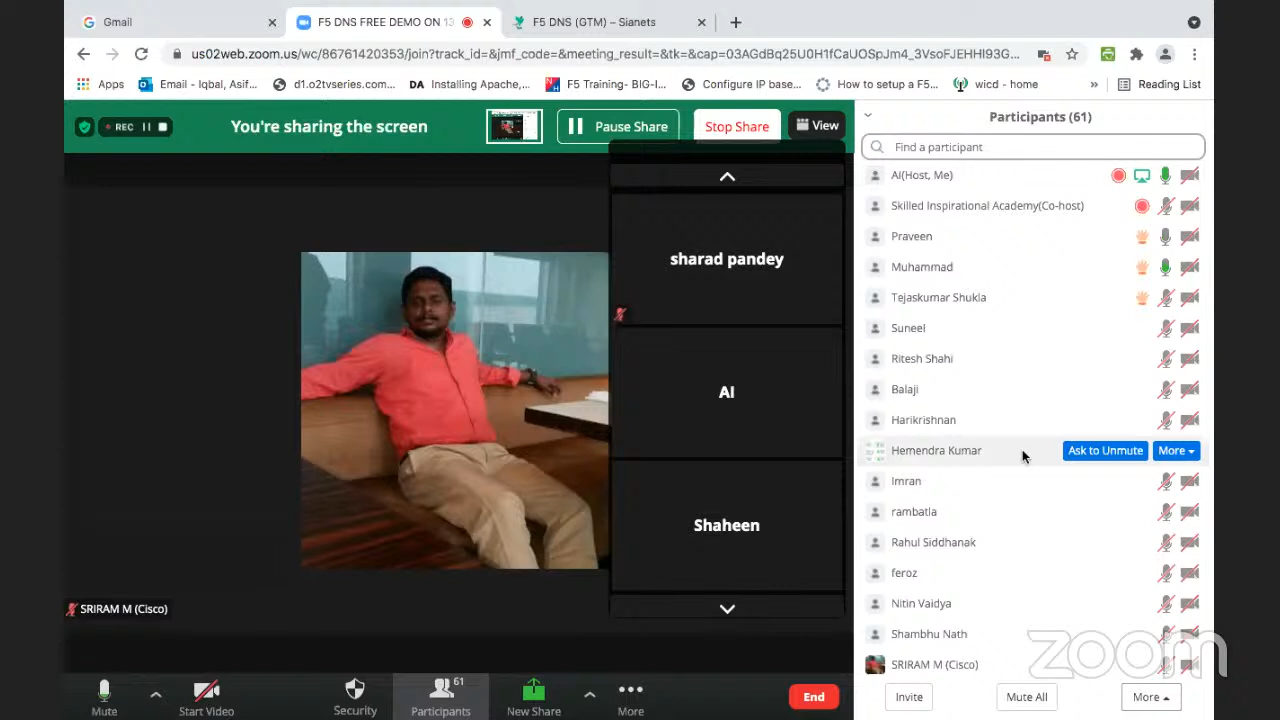 Gmail
F5 DNS FREE DEMO ON 13
F5 DNS (GTM) – Sianets
us02web.zoom.us/wc/86761420353/join?track_id=&jmf_code=&meeting_result=&tk=&cap=03AGdBq25U0H1fCaUOSpJm4_3VsoFJEHHI93G...
Apps
Email - Iqbal, Asif...
d1.o2tvseries.com...
DA Installing Apache,...
F5 Training- BIG-I...
Configure IP base...
How to setup a F5...
wicd - home
»
Reading List
REC
You're sharing the screen
Pause Share
Stop Share
View
sharad pandey
AI
Shaheen
SRIRAM M (Cisco)
Participants (61)
Find a participant
AI(Host, Me)
Skilled Inspirational Academy(Co-host)
Praveen
Muhammad
Tejaskumar Shukla
Suneel
Ritesh Shahi
Balaji
Harikrishnan
Hemendra Kumar
Ask to Unmute
More
Imran
rambatla
Rahul Siddhanak
feroz
Nitin Vaidya
Shambhu Nath
SRIRAM M (Cisco)
zoom
Mute
Start Video
Security
61
Participants
New Share
More
End
Invite
Mute All
More